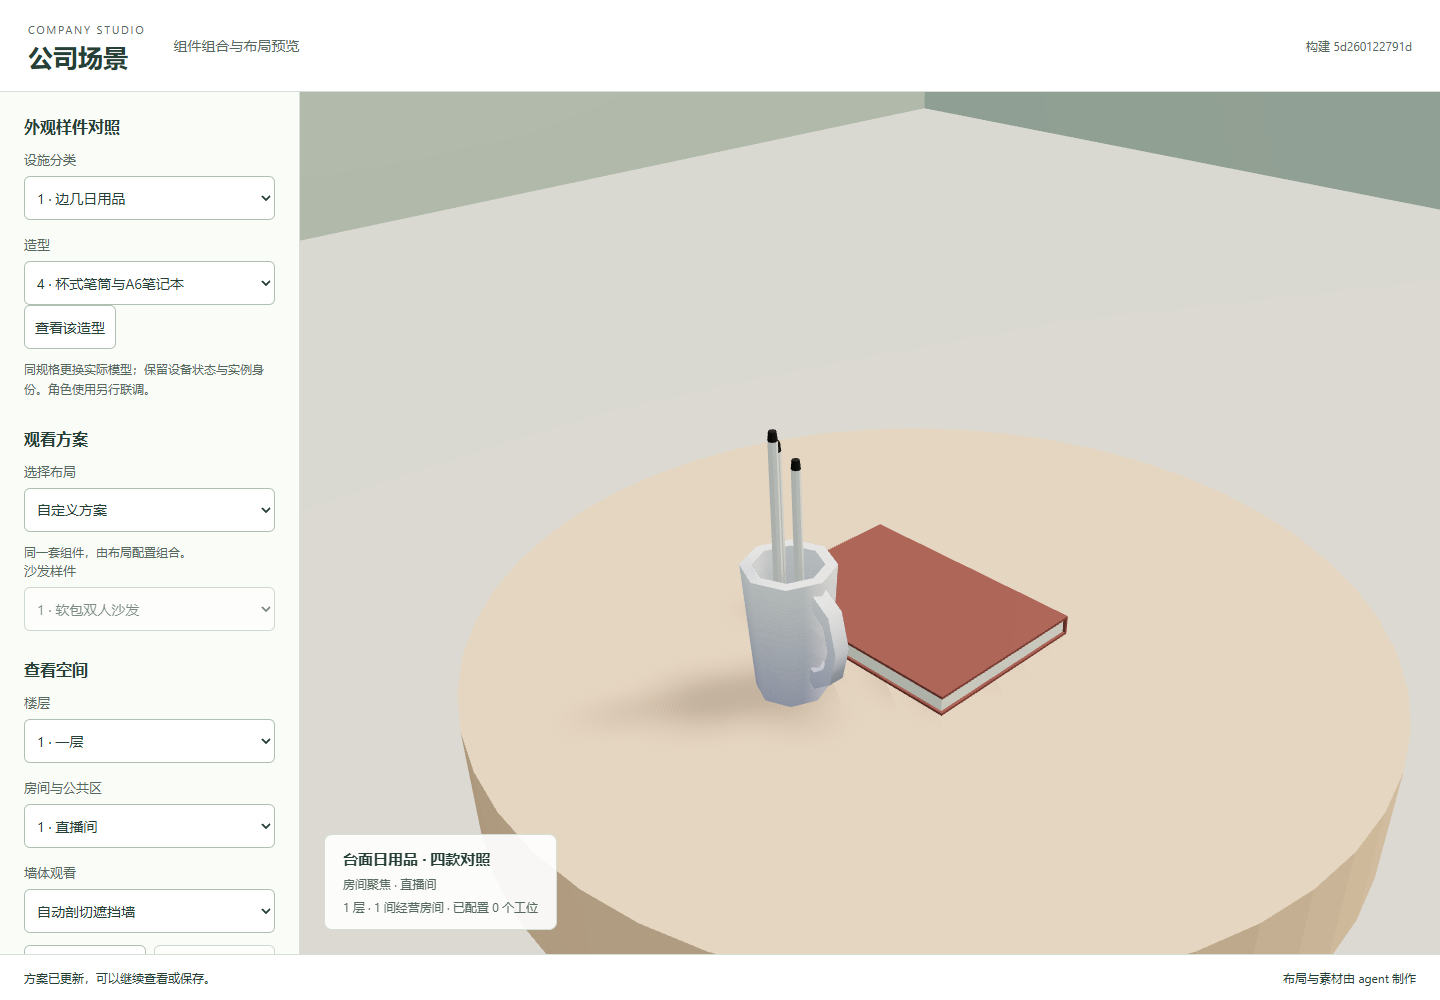 COMPANY STUDIO
公司场景
组件组合与布局预览
构建 5d260122791d
外观样件对照
设施分类
1 · 边几日用品
造型
4 · 杯式笔筒与A6笔记本
查看该造型
同规格更换实际模型；保留设备状态与实例身
份。角色使用另行联调。
观看方案
选择布局
自定义方案
同一套组件，由布局配置组合。
沙发样件
1 · 软包双人沙发
查看空间
楼层
1 · 一层
房间与公共区
1 · 直播间
墙体观看
自动剖切遮挡墙
台面日用品 · 四款对照
房间聚焦 · 直播间
1 层 · 1 间经营房间 · 已配置 0 个工位
方案已更新，可以继续查看或保存。
布局与素材由 agent 制作